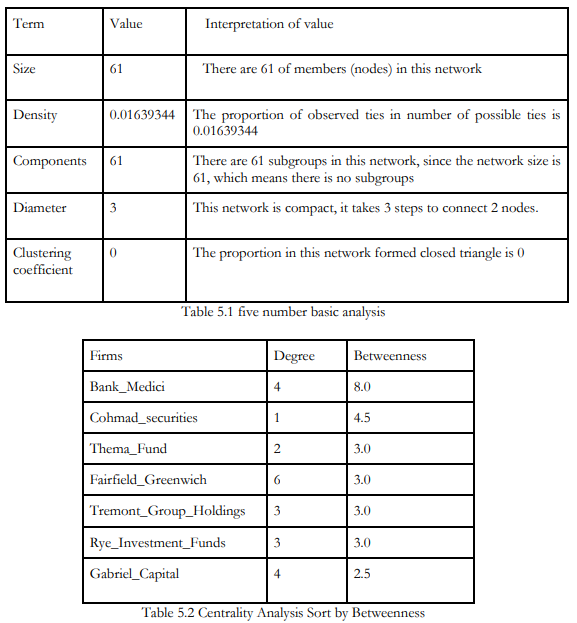 Term Value Interpretation of value
Size 61 There are 61 of members (nodes) in this network
Density 0.01639344 The proportion of observed ties in number of possible ties is
0.01639344
Components 61 There are 61 subgroups in this network, since the network size is
61, which means there is no subgroups
Diameter 3 This network is compact, it takes 3 steps to connect 2 nodes.
Clustering 0 The proportion in this network formed closed triangle is 0
coefficient
Table 5.1 five number basic analysis
Firms Degree Betweenness
Bank_Medici 4 8.0
Cohmad_securities 1 4.5
Thema_Fund 2 3.0
Fairfield_Greenwich 6 3.0
Tremont_Group_Holdings 3 3.0
Rye_Investment_Funds 3 3.0
Gabriel_Capital 4 2.5
Table 5.2 Centrality Analysis Sort by Betweenness